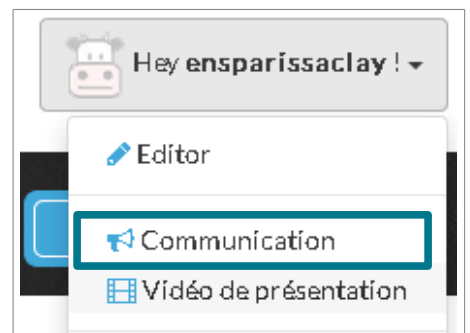 Hey ensparissaclay !
Editor
Communication
Vidéo de présentation